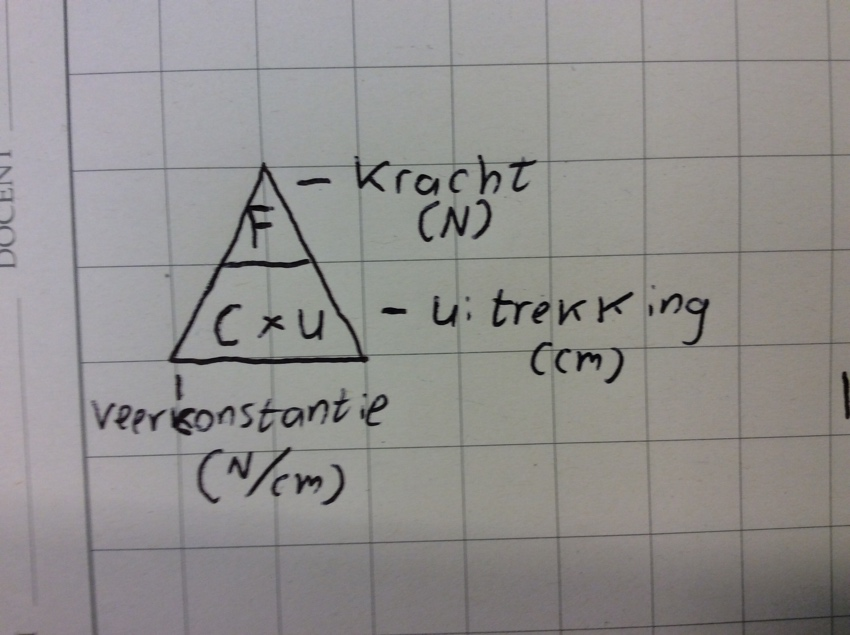 DOCENT
F - Kracht
(N)
C x u - uitrekking
(cm)
veerkonstantie
(N/cm)